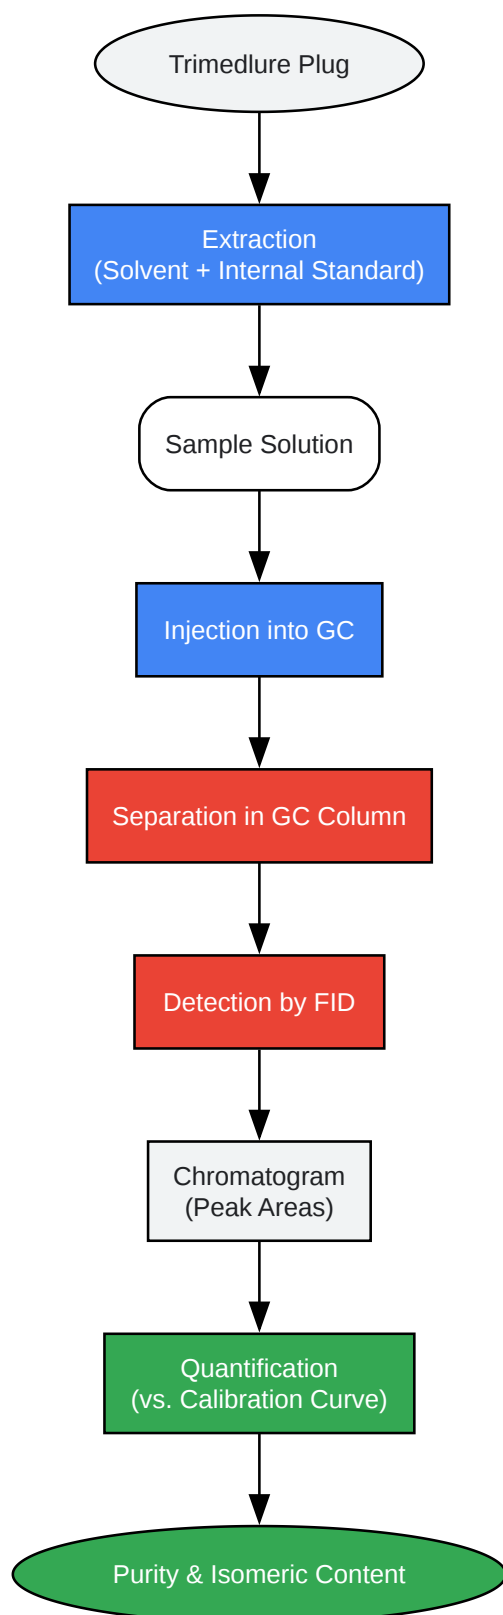 Trimedlure Plug
Extraction
(Solvent + Internal Standard)
Sample Solution
Injection into GC
Separation in GC Column
Detection by FID
Chromatogram
(Peak Areas)
Quantification
(vs. Calibration Curve)
Purity & Isomeric Content